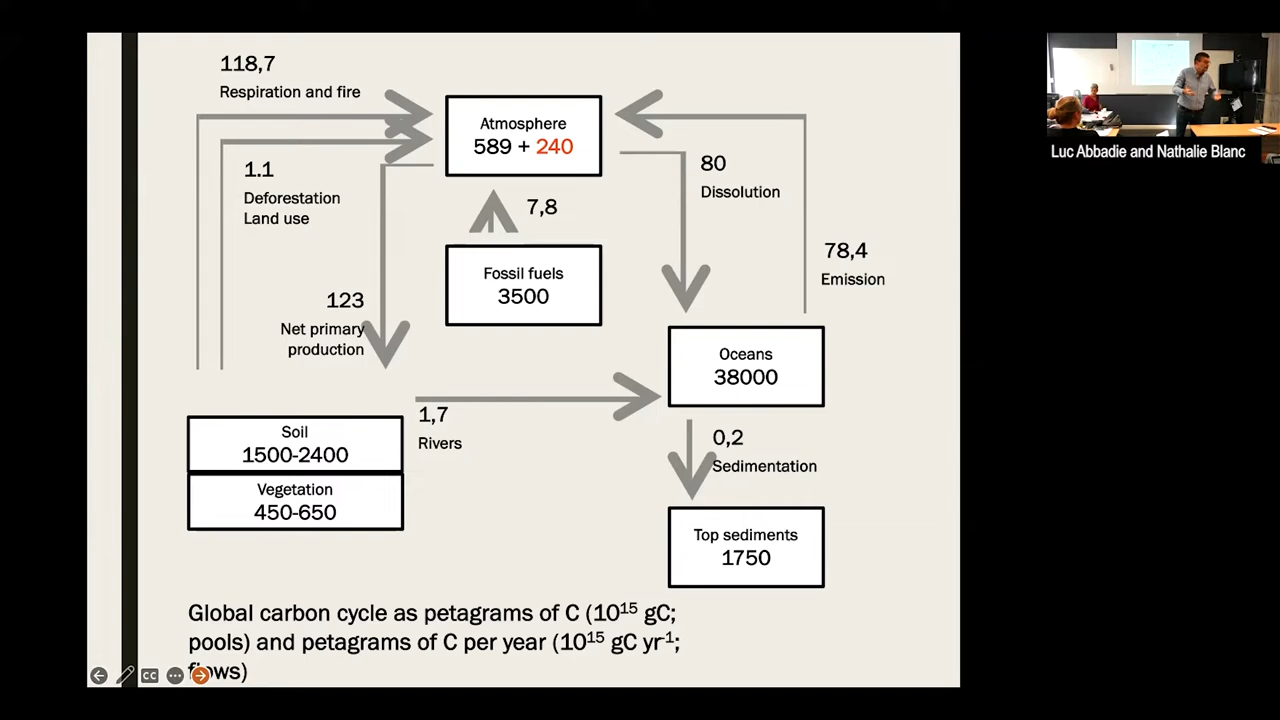 118,7
Respiration and fire
Atmosphere
589 + 240
1.1
Deforestation
Land use
80
Dissolution
7,8
78,4
Emission
Fossil fuels
3500
123
Net primary
production
Oceans
38000
1,7
Rivers
Soil
1500-2400
Vegetation
450-650
0,2
Sedimentation
Top sediments
1750
Global carbon cycle as petagrams of C (10¹⁵ gC;
pools) and petagrams of C per year (10¹⁵ gC yr⁻¹;
flows)
CC
Luc Abbadie and Nathalie Blanc